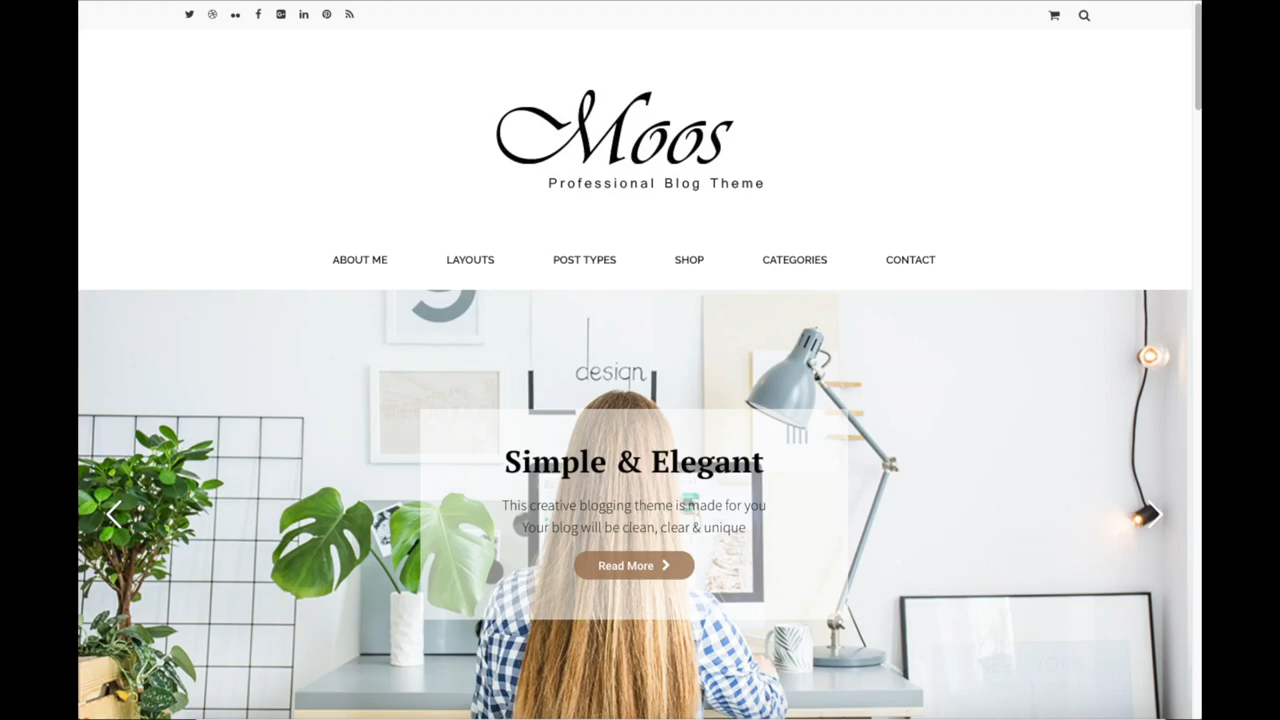 Moos
Professional Blog Theme
ABOUT ME LAYOUTS POST TYPES SHOP CATEGORIES CONTACT
design
Simple & Elegant
This creative blogging theme is made for you
Your blog will be clean, clear & unique
Read More